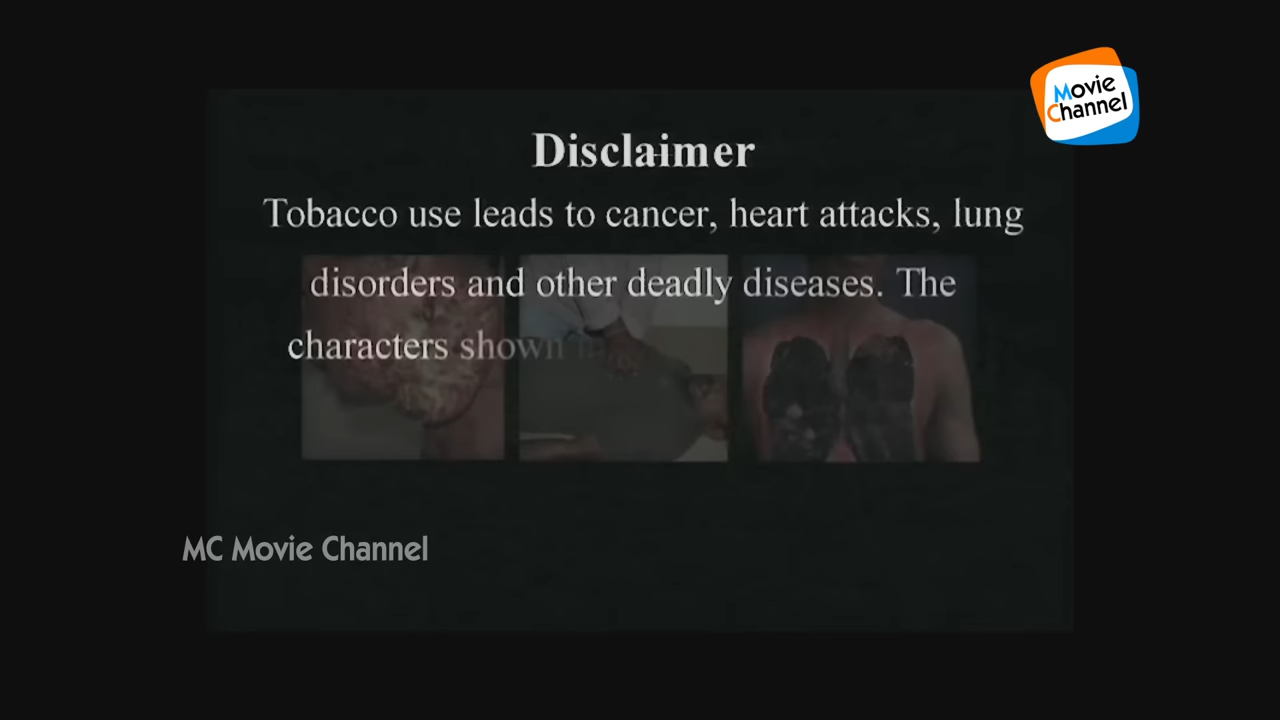 Movie
Channel
Disclaimer
Tobacco use leads to cancer, heart attacks, lung
disorders and other deadly diseases. The
characters shown
MC Movie Channel